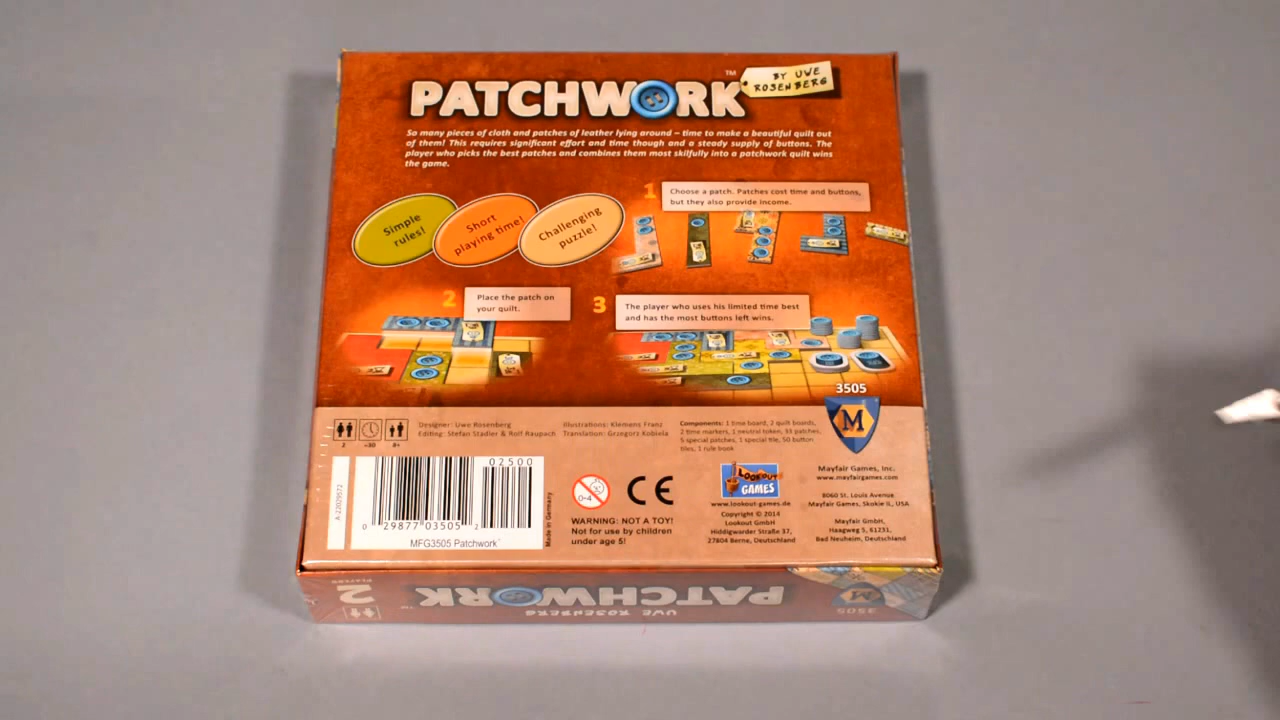 PATCHWORK™
BY UWE
ROSENBERG
So many pieces of cloth and patches of leather lying around – time to make a beautiful quilt out
of them! This requires significant effort and time though and a steady supply of buttons. The
player who picks the best patches and combines them most skilfully into a patchwork quilt wins
the game.
Simple
rules!
Short
playing time!
Challenging
puzzle!
1
Choose a patch. Patches cost time and buttons,
but they also provide income.
2
Place the patch on
your quilt.
3
The player who uses his limited time best
and has the most buttons left wins.
3505
M
2
~30
8+
Designer: Uwe Rosenberg
Editing: Stefan Stadler & Rolf Raupach
Illustrations: Klemens Franz
Translation: Grzegorz Kobiela
Components: 1 time board, 2 quilt boards,
2 time markers, 1 neutral token, 33 patches,
5 special patches, 1 special tile, 50 button
tiles, 1 rule book
A-22029572
02500
0 29877 03505 2
MFG3505 Patchwork
Made in Germany
0-4
CE
WARNING: NOT A TOY!
Not for use by children
under age 5!
LOOKOUT
GAMES
www.lookout-games.de
Copyright © 2014
Lookout GmbH
Hiddigwarder Straße 37,
27804 Berne, Deutschland
Mayfair Games, Inc.
www.mayfairgames.com
8060 St. Louis Avenue
Mayfair Games, Skokie IL, USA
Mayfair GmbH,
Haagweg 5, 61231,
Bad Nauheim, Deutschland
2
PLAYERS
PATCHWORK™
UWE ROSENBERG
M
3505